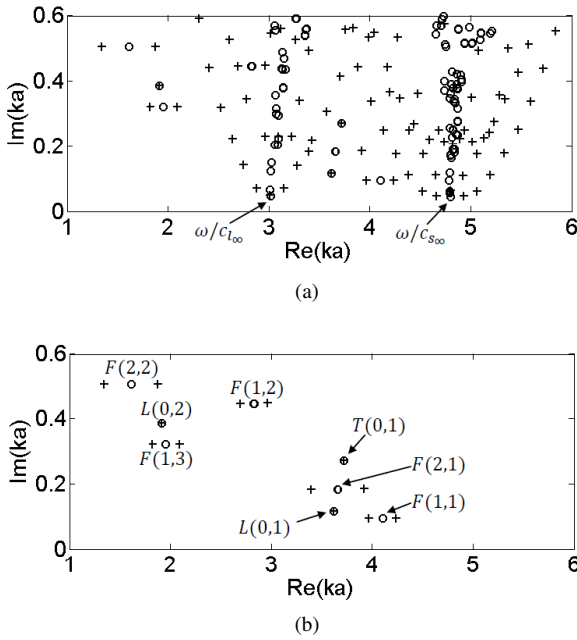 0.6
0.4
0.2
0
Im(ka)
1 2 3 4 5 6
ω/c_{l_∞}
ω/c_{s_∞}
Re(ka)
(a)
0.6
0.4
0.2
0
Im(ka)
F(2,2)
F(1,2)
L(0,2)
F(1,3)
T(0,1)
F(2,1)
L(0,1)
F(1,1)
1 2 3 4 5 6
Re(ka)
(b)